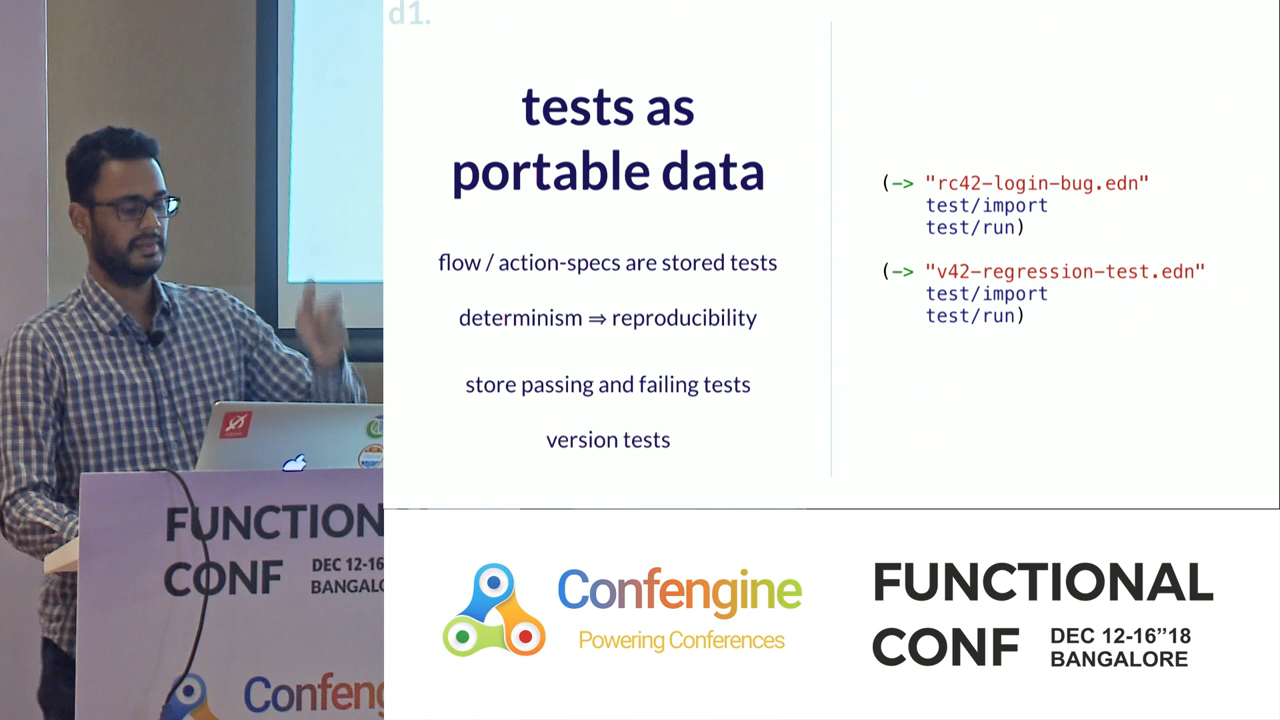 d1.
tests as
portable data
flow / action-specs are stored tests
determinism ⇒ reproducibility
store passing and failing tests
version tests
(-> "rc42-login-bug.edn"
test/import
test/run)
(-> "v42-regression-test.edn"
test/import
test/run)
FUNCTION
CONF
DEC 12-16
BANGALO
Confeng
Confengine
Powering Conferences
FUNCTIONAL
CONF
DEC 12-16”18
BANGALORE